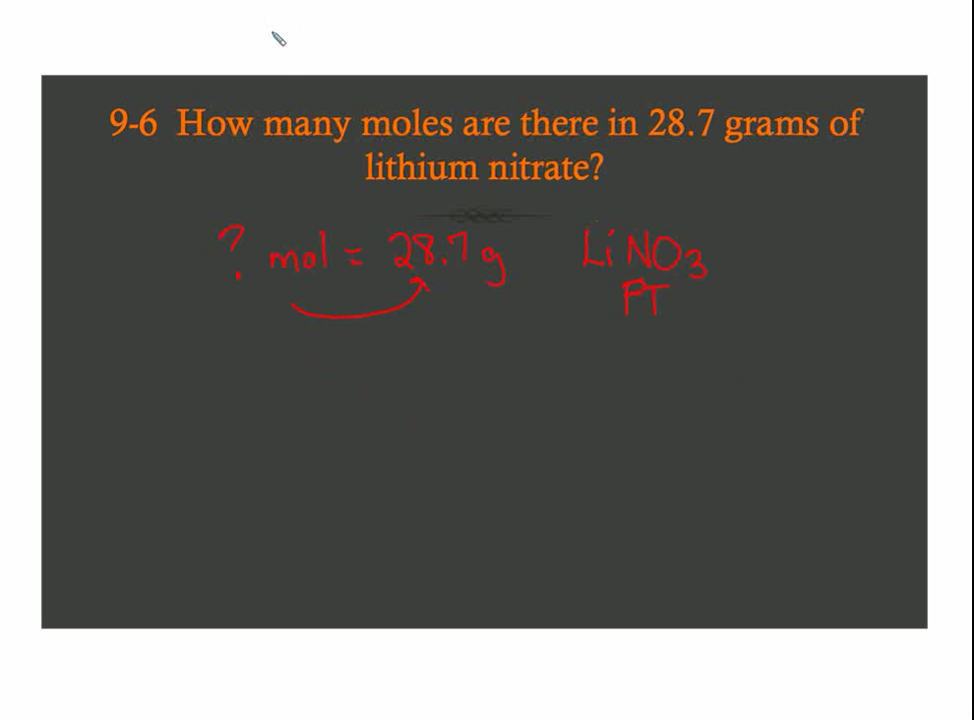 9-6 How many moles are there in 28.7 grams of
lithium nitrate?
? mol = 28.7 g LiNO3
PT